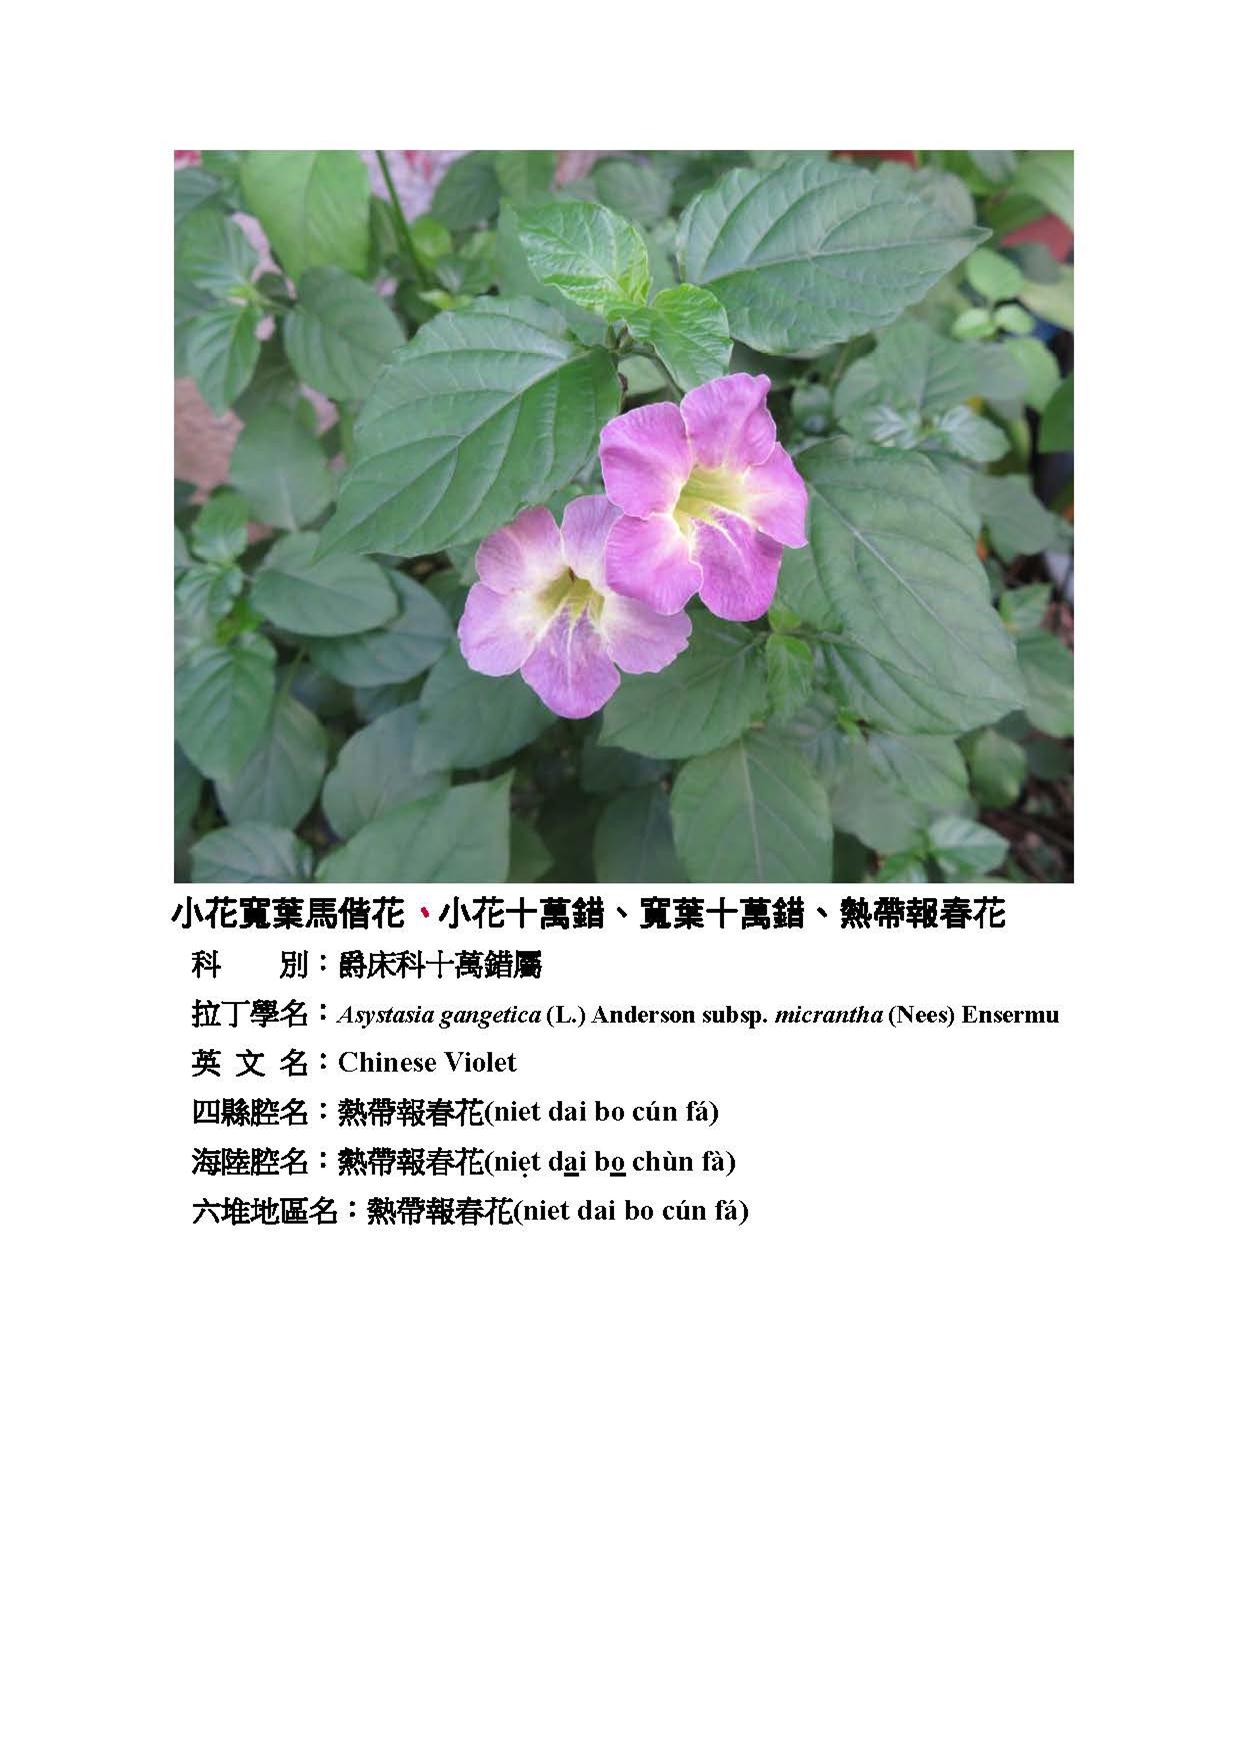 小花寬葉馬偕花、小花十萬錯、寬葉十萬錯、熱帶報春花
科　　別：爵床科十萬錯屬
拉丁學名：Asystasia gangetica (L.) Anderson subsp. micrantha (Nees) Ensermu
英 文 名：Chinese Violet
四縣腔名：熱帶報春花(niet dai bo cún fá)
海陸腔名：熱帶報春花(niẹt da̲i bo̲ chùn fà)
六堆地區名：熱帶報春花(niet dai bo cún fá)